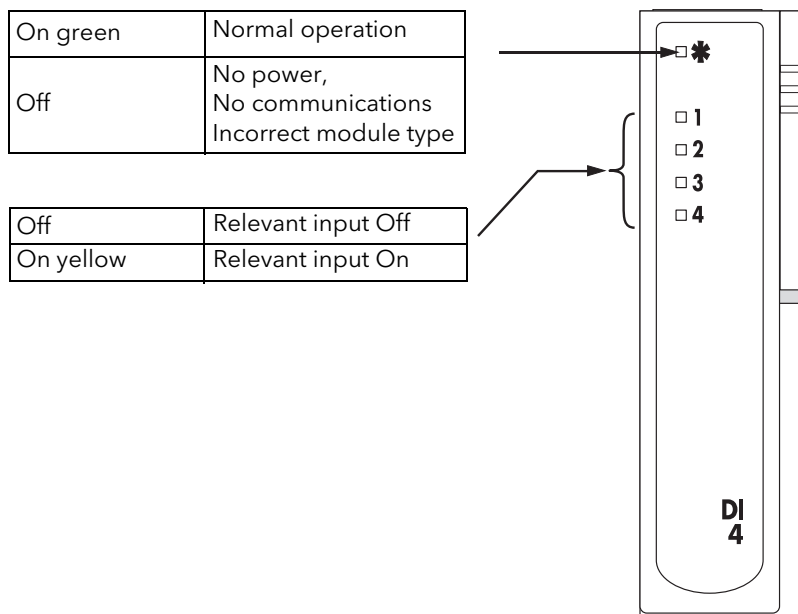 On green Normal operation
Off No power,
No communications
Incorrect module type
Off Relevant input Off
On yellow Relevant input On
✱
1
2
3
4
DI
4